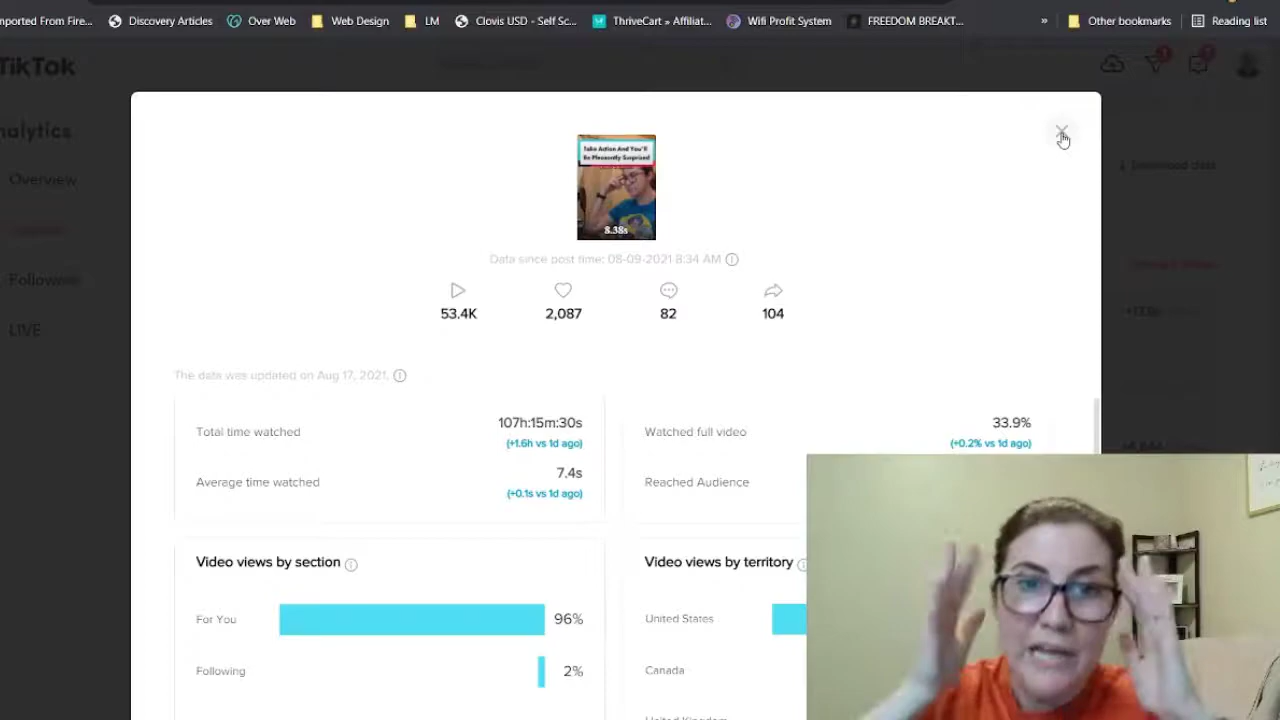 nported From Fire... Discovery Articles Over Web Web Design LM Clovis USD - Self Sc... ThriveCart » Affiliat... Wifi Profit System FREEDOM BREAKT... » Other bookmarks Reading list
TikTok
nalytics
Overview
LIVE
Download data
Take Action And You'll
Be Pleasantly Surprised
8.38s
Data since post time: 08-09-2021 8:34 AM
53.4K 2,087 82 104
The data was updated on Aug 17, 2021.
Total time watched 107h:15m:30s
(+1.6h vs 1d ago)
Average time watched 7.4s
(+0.1s vs 1d ago)
Watched full video 33.9%
(+0.2% vs 1d ago)
Reached Audience
Video views by section
For You 96%
Following 2%
Video views by territory
United States
Canada
United Kingdom